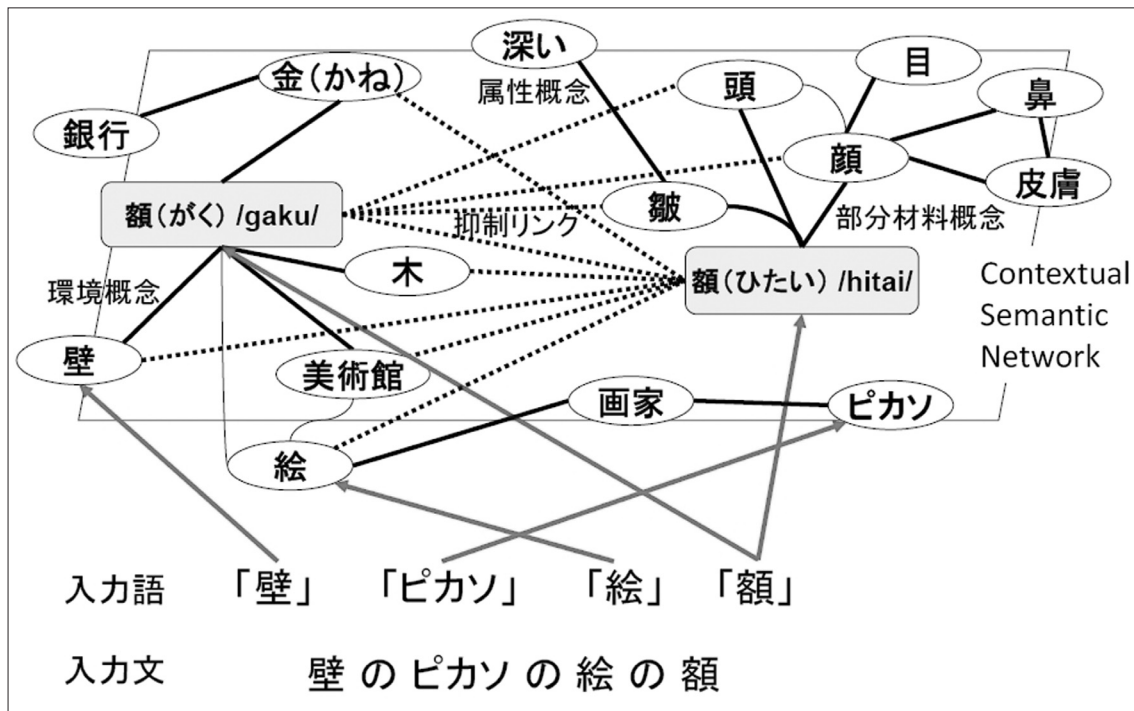 深い
目
金(かね)
頭
鼻
属性概念
銀行
顔
皮膚
額(がく) /gaku/
皺
抑制リンク
部分材料概念
木
額(ひたい) /hitai/
環境概念
Contextual
Semantic
Network
壁
美術館
画家
ピカソ
絵
入力語 「壁」 「ピカソ」 「絵」 「額」
入力文 壁 の ピカソ の 絵 の 額